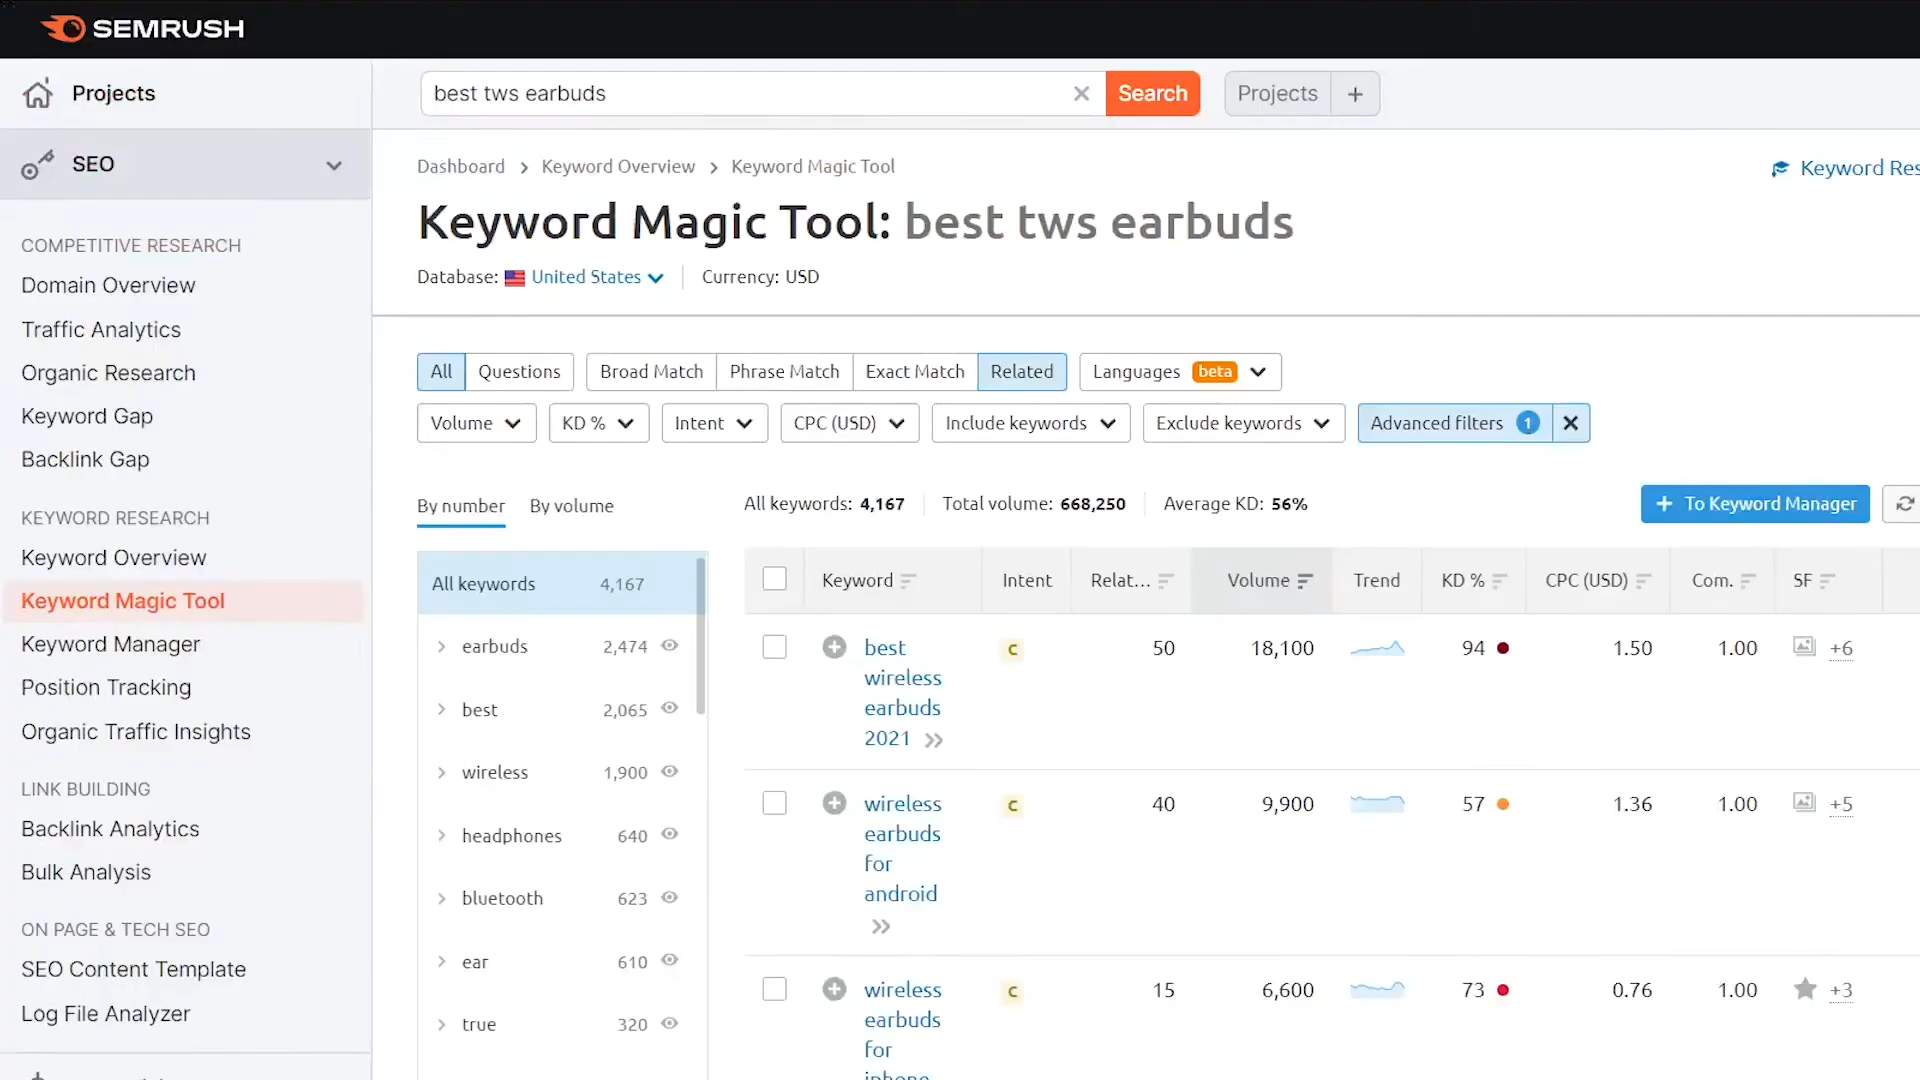 SEMRUSH
Projects
best tws earbuds
Search
Projects
SEO
Dashboard
Keyword Overview
Keyword Magic Tool
Keyword Res
Keyword Magic Tool: best tws earbuds
Database: United States
Currency: USD
COMPETITIVE RESEARCH
Domain Overview
Traffic Analytics
Organic Research
Keyword Gap
Backlink Gap
KEYWORD RESEARCH
Keyword Overview
Keyword Magic Tool
Keyword Manager
Position Tracking
Organic Traffic Insights
LINK BUILDING
Backlink Analytics
Bulk Analysis
ON PAGE & TECH SEO
SEO Content Template
Log File Analyzer
All Questions Broad Match Phrase Match Exact Match Related Languages beta
Volume KD % Intent CPC (USD) Include keywords Exclude keywords Advanced filters 1
By number By volume
All keywords: 4,167 Total volume: 668,250 Average KD: 56%
+ To Keyword Manager
All keywords 4,167
earbuds 2,474
best 2,065
wireless 1,900
headphones 640
bluetooth 623
ear 610
true 320
Keyword Intent Relat... Volume Trend KD % CPC (USD) Com. SF
best wireless earbuds 2021 C 50 18,100 94 1.50 1.00 +6
wireless earbuds for android C 40 9,900 57 1.36 1.00 +5
wireless earbuds for iphone C 15 6,600 73 0.76 1.00 +3